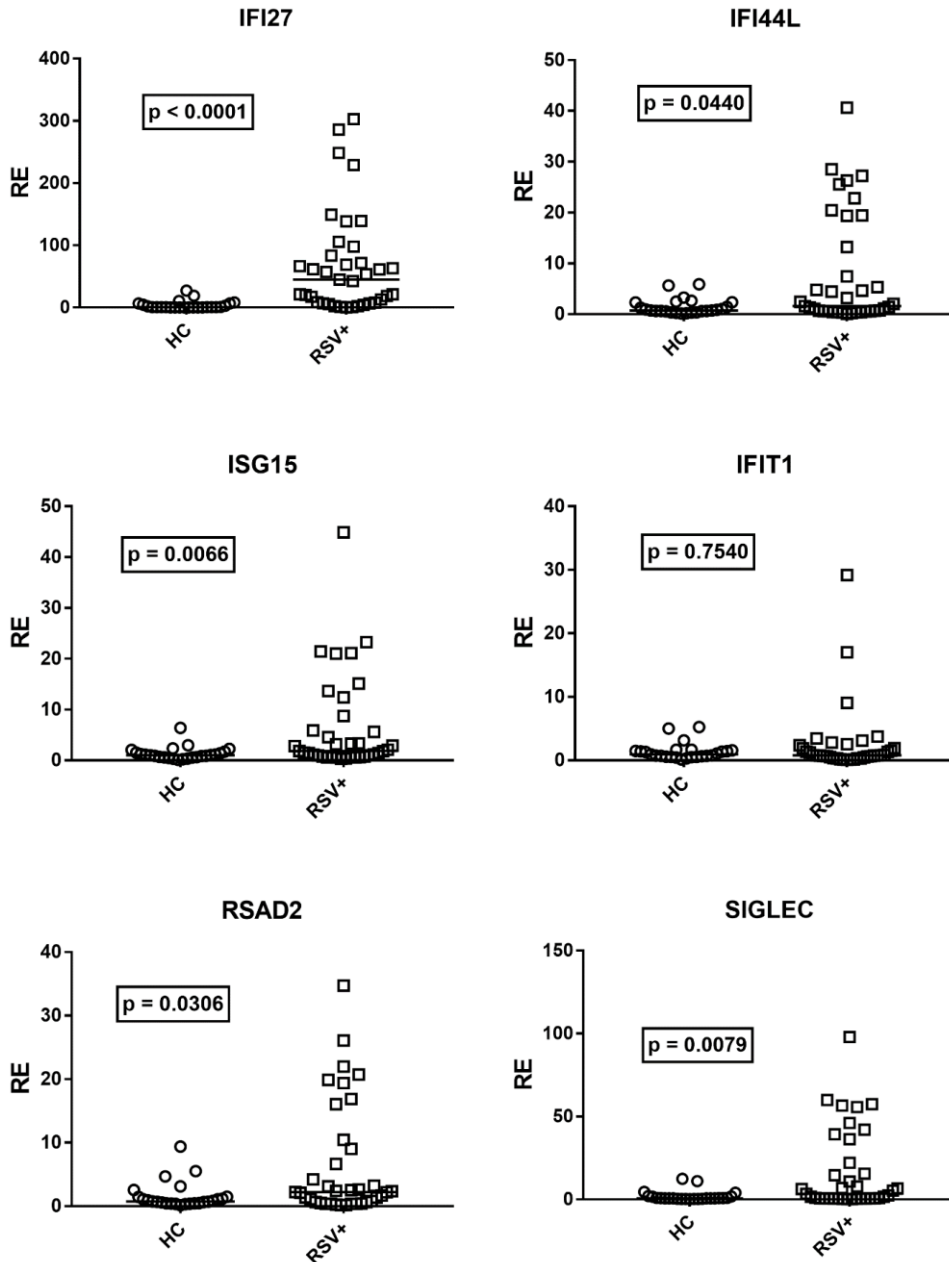 IFI27
400
300
200
100
0
RE
p < 0.0001
HC
RSV+
IFI44L
50
40
30
20
10
0
RE
p = 0.0440
HC
RSV+
ISG15
50
40
30
20
10
0
RE
p = 0.0066
HC
RSV+
IFIT1
40
30
20
10
0
RE
p = 0.7540
HC
RSV+
RSAD2
40
30
20
10
0
RE
p = 0.0306
HC
RSV+
SIGLEC
150
100
50
0
RE
p = 0.0079
HC
RSV+